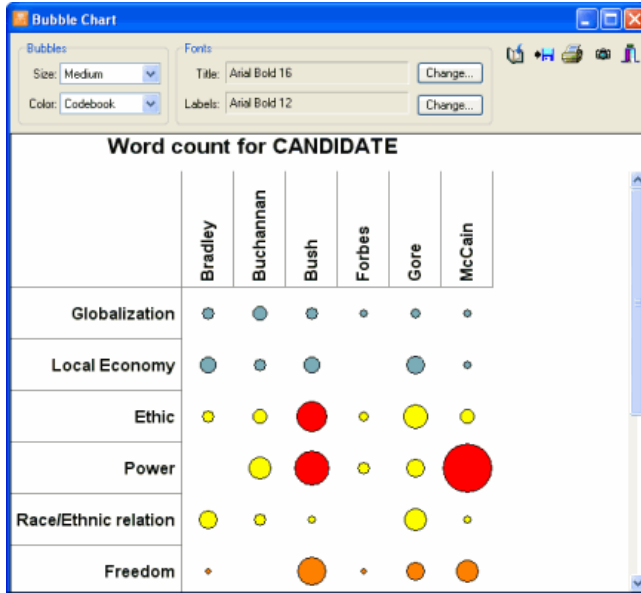 Bubble Chart
Bubbles
Fonts
Size: Medium
Title: Arial Bold 16
Change...
Color: Codebook
Labels: Arial Bold 12
Change...
Word count for CANDIDATE
Bradley
Buchannan
Bush
Forbes
Gore
McCain
Globalization
Local Economy
Ethic
Power
Race/Ethnic relation
Freedom